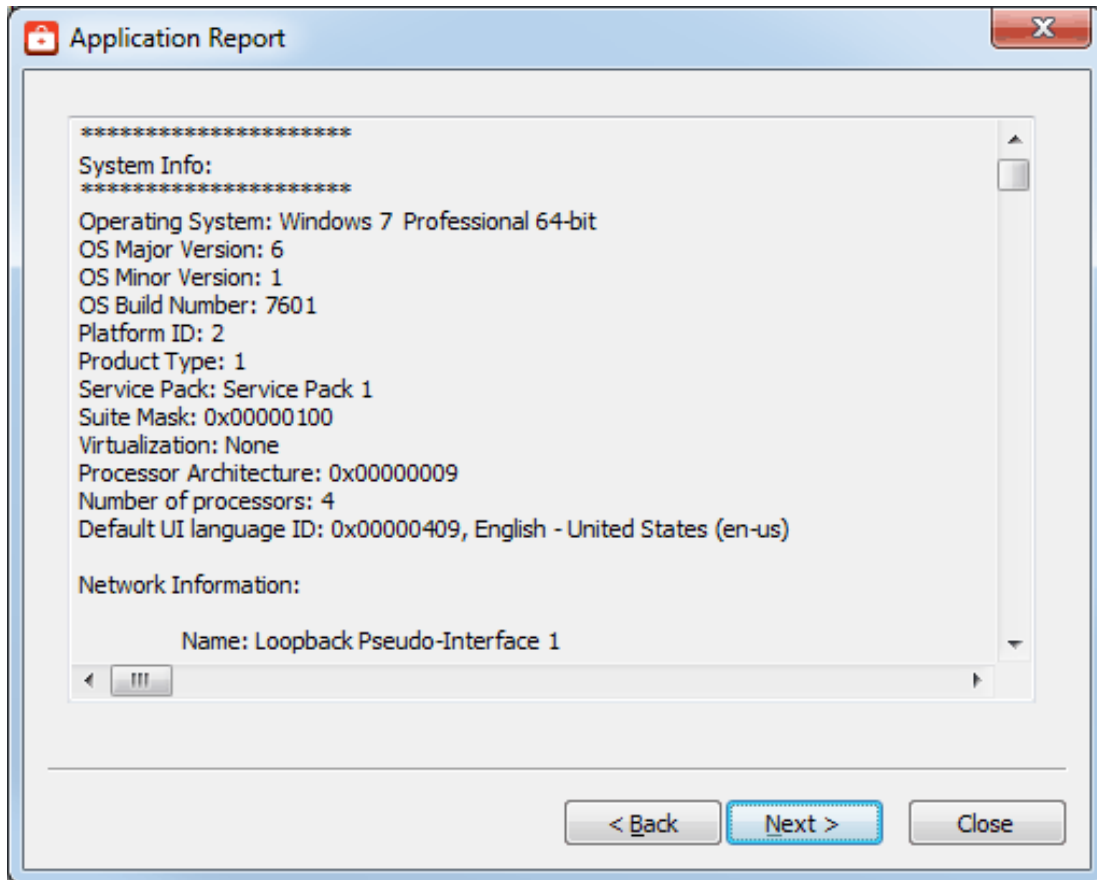 Application Report
**********************
System Info:
**********************
Operating System: Windows 7 Professional 64-bit
OS Major Version: 6
OS Minor Version: 1
OS Build Number: 7601
Platform ID: 2
Product Type: 1
Service Pack: Service Pack 1
Suite Mask: 0x00000100
Virtualization: None
Processor Architecture: 0x00000009
Number of processors: 4
Default UI language ID: 0x00000409, English - United States (en-us)
Network Information:
Name: Loopback Pseudo-Interface 1
< Back Next > Close